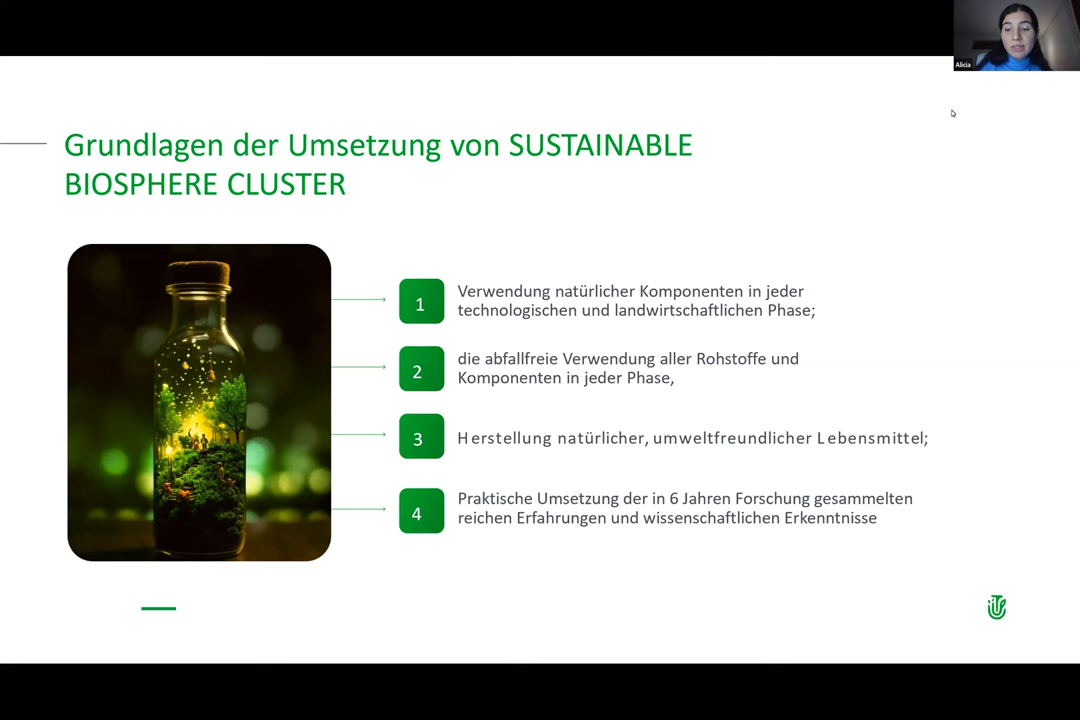 Alicia
Grundlagen der Umsetzung von SUSTAINABLE
BIOSPHERE CLUSTER
1
Verwendung natürlicher Komponenten in jeder
technologischen und landwirtschaftlichen Phase;
2
die abfallfreie Verwendung aller Rohstoffe und
Komponenten in jeder Phase,
3
Herstellung natürlicher, umweltfreundlicher Lebensmittel;
4
Praktische Umsetzung der in 6 Jahren Forschung gesammelten
reichen Erfahrungen und wissenschaftlichen Erkenntnisse